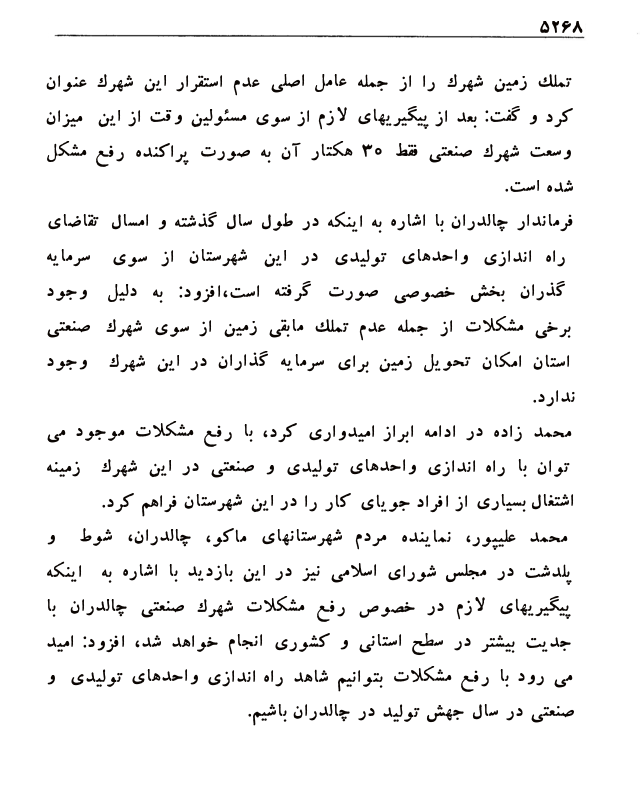 ۵۲۶۸
تملك زمین شهرك را از جمله عامل اصلی عدم استقرار این شهرك عنوان
کرد و گفت: بعد از پیگیریهای لازم از سوی مسئولین وقت از این میزان
وسعت شهرك صنعتی فقط ۳۰ هکتار آن به صورت پراکنده رفع مشکل
شده است.
فرماندار چالدران با اشاره به اینکه در طول سال گذشته و امسال تقاضای
راه اندازی واحدهای تولیدی در این شهرستان از سوی سرمایه
گذران بخش خصوصی صورت گرفته است،افزود: به دلیل وجود
برخی مشکلات از جمله عدم تملك مابقی زمین از سوی شهرك صنعتی
استان امکان تحویل زمین برای سرمایه گذاران در این شهرك وجود
ندارد.
محمد زاده در ادامه ابراز امیدواری کرد، با رفع مشکلات موجود می
توان با راه اندازی واحدهای تولیدی و صنعتی در این شهرك زمینه
اشتغال بسیاری از افراد جویای کار را در این شهرستان فراهم کرد.
محمد علیپور، نماینده مردم شهرستانهای ماکو، چالدران، شوط و
پلدشت در مجلس شورای اسلامی نیز در این بازدید با اشاره به اینکه
پیگیریهای لازم در خصوص رفع مشکلات شهرك صنعتی چالدران با
جدیت بیشتر در سطح استانی و کشوری انجام خواهد شد، افزود: امید
می رود با رفع مشکلات بتوانیم شاهد راه اندازی واحدهای تولیدی و
صنعتی در سال جهش تولید در چالدران باشیم.